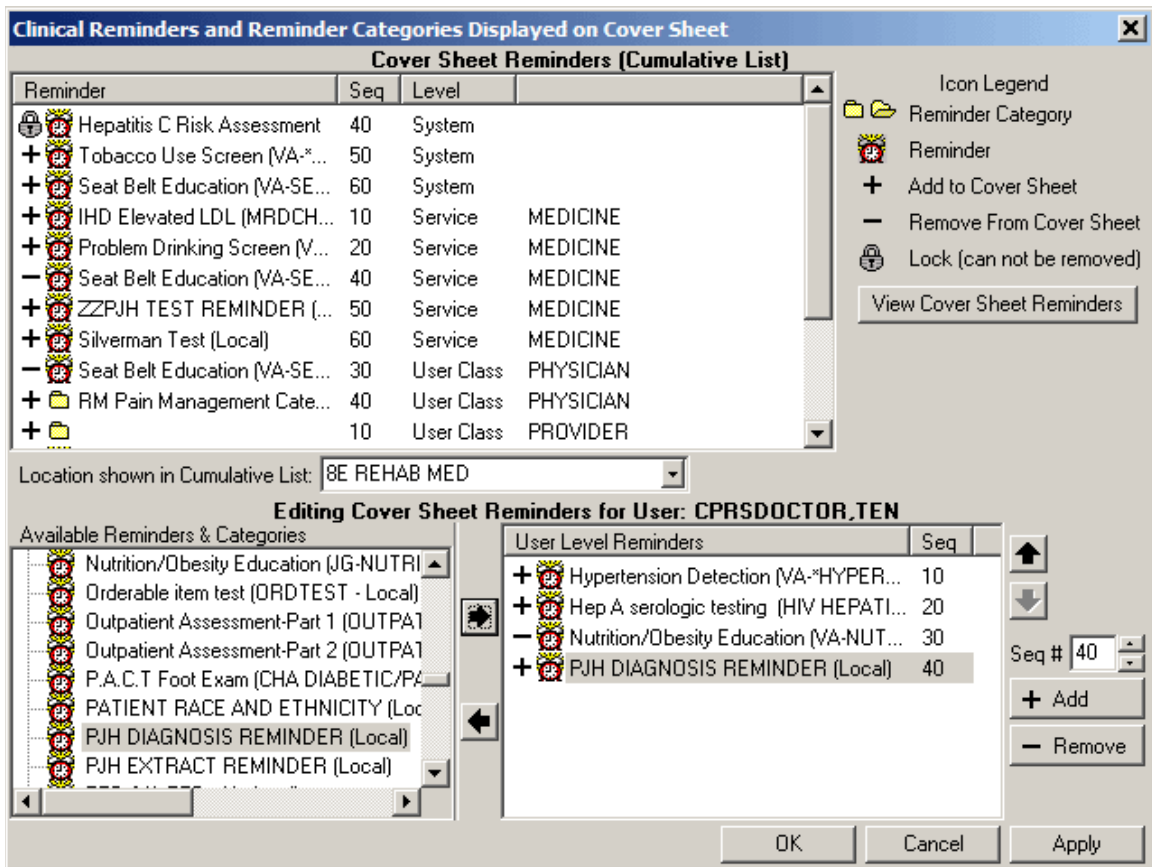 Clinical Reminders and Reminder Categories Displayed on Cover Sheet
Cover Sheet Reminders (Cumulative List)
Reminder Seq Level
Hepatitis C Risk Assessment 40 System
Tobacco Use Screen (VA-*... 50 System
Seat Belt Education (VA-SE... 60 System
IHD Elevated LDL (MRDCH... 10 Service MEDICINE
Problem Drinking Screen (V... 20 Service MEDICINE
Seat Belt Education (VA-SE... 40 Service MEDICINE
ZZPJH TEST REMINDER (... 50 Service MEDICINE
Silverman Test (Local) 60 Service MEDICINE
Seat Belt Education (VA-SE... 30 User Class PHYSICIAN
RM Pain Management Cate... 40 User Class PHYSICIAN
10 User Class PROVIDER
Icon Legend
Reminder Category
Reminder
+ Add to Cover Sheet
− Remove From Cover Sheet
Lock (can not be removed)
View Cover Sheet Reminders
Location shown in Cumulative List: 8E REHAB MED
Editing Cover Sheet Reminders for User: CPRSDOCTOR,TEN
Available Reminders & Categories
Nutrition/Obesity Education (JG-NUTRI
Orderable item test (ORDTEST - Local)
Outpatient Assessment-Part 1 (OUTPAT
Outpatient Assessment-Part 2 (OUTPAT
P.A.C.T Foot Exam (CHA DIABETIC/PA
PATIENT RACE AND ETHNICITY (Loc
PJH DIAGNOSIS REMINDER (Local)
PJH EXTRACT REMINDER (Local)
User Level Reminders Seq
Hypertension Detection (VA-*HYPER... 10
Hep A serologic testing (HIV HEPATI... 20
Nutrition/Obesity Education (VA-NUT... 30
PJH DIAGNOSIS REMINDER (Local) 40
Seq # 40
+ Add
− Remove
OK Cancel Apply